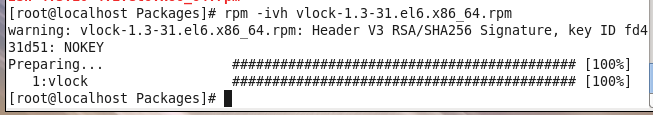 [root@localhost Packages]# rpm -ivh vlock-1.3-31.el6.x86_64.rpm
warning: vlock-1.3-31.el6.x86_64.rpm: Header V3 RSA/SHA256 Signature, key ID fd4
31d51: NOKEY
Preparing...                ########################################### [100%]
   1:vlock                  ########################################### [100%]
[root@localhost Packages]#